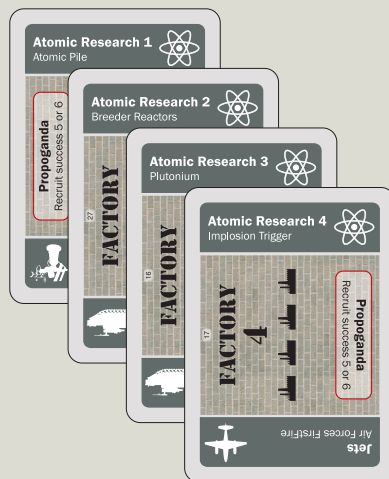 Atomic Research 1
Atomic Pile
Propoganda
Recruit success 5 or 6
Atomic Research 2
Breeder Reactors
27
FACTORY
Atomic Research 3
Plutonium
16
FACTORY
Atomic Research 4
Implosion Trigger
17
FACTORY
4
Propoganda
Recruit success 5 or 6
Jets
Air Forces FirstFire